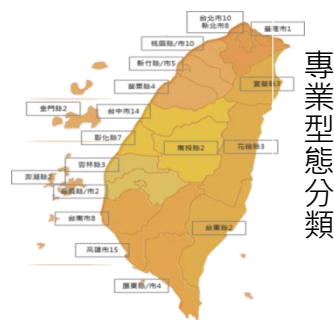 台北市10
新北市8
基隆市1
桃園縣/市10
新竹縣/市5
苗栗縣4
宜蘭縣3
金門縣2
台中市14
彰化縣7
南投縣2
花蓮縣3
雲林縣3
澎湖縣2
嘉義縣/市2
台南市8
台東縣2
高雄市15
屏東縣/市4
專業型態分類